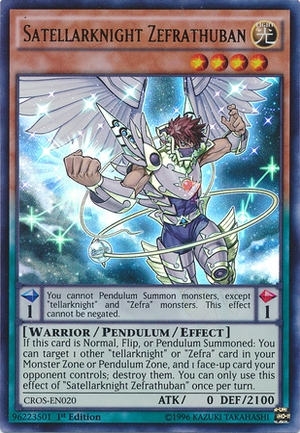 SATELLARKNIGHT ZEFRATHUBAN
LIGHT
光
You cannot Pendulum Summon monsters, except
"tellarknight" and "Zefra" monsters. This effect
cannot be negated.
1
1
[WARRIOR / PENDULUM / EFFECT]
If this card is Normal, Flip, or Pendulum Summoned: You
can target 1 other "tellarknight" or "Zefra" card in your
Monster Zone or Pendulum Zone, and 1 face-up card your
opponent controls; destroy them. You can only use this
effect of "Satellarknight Zefrathuban" once per turn.
CROS-EN020 ATK/ 0 DEF/2100
96223501 1st Edition ©1996 KAZUKI TAKAHASHI